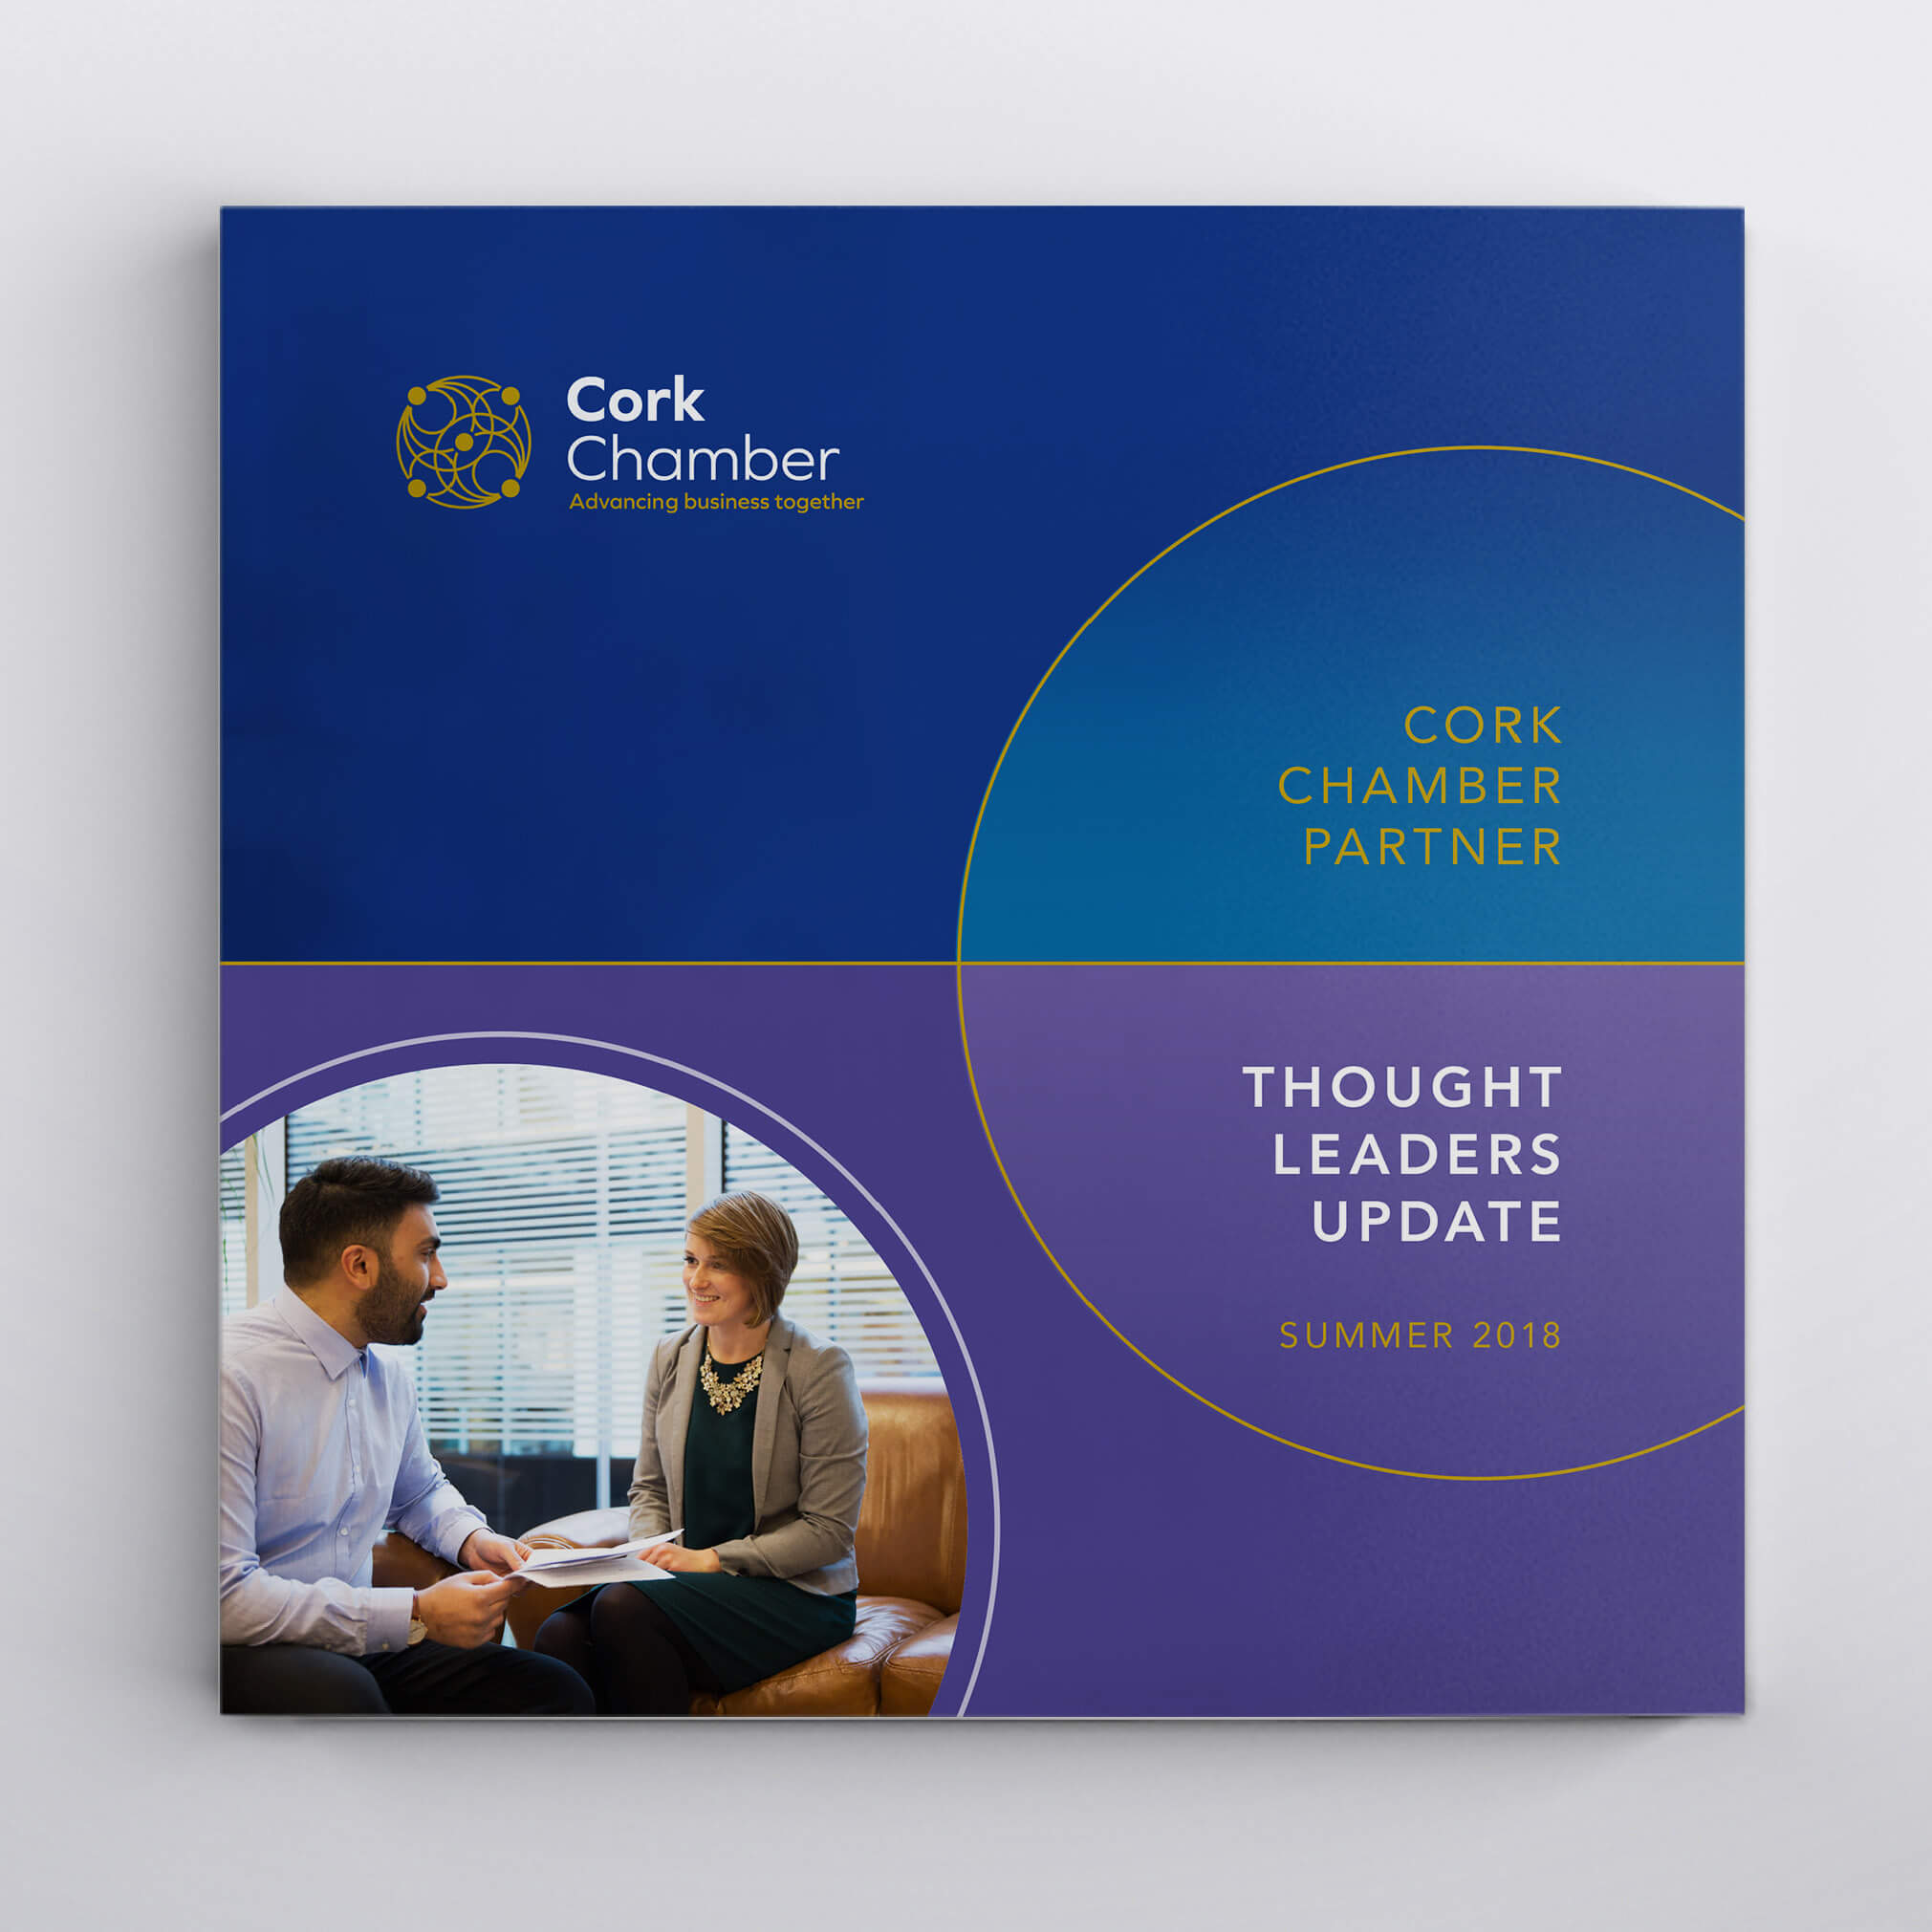 Cork
Chamber
Advancing business together
CORK
CHAMBER
PARTNER
THOUGHT
LEADERS
UPDATE
SUMMER 2018